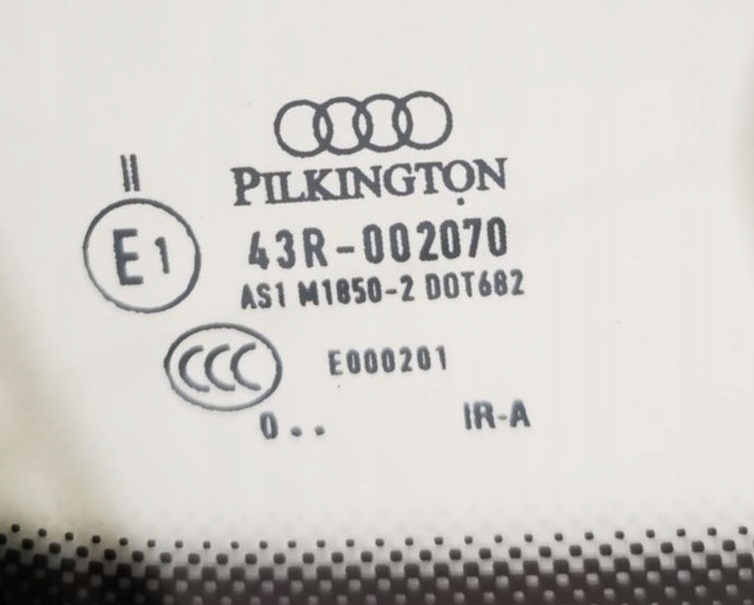 PILKINGTON
II
E1 43R-002070
AS1 M1850-2 DOT682
CCC E000201
0.. IR-A